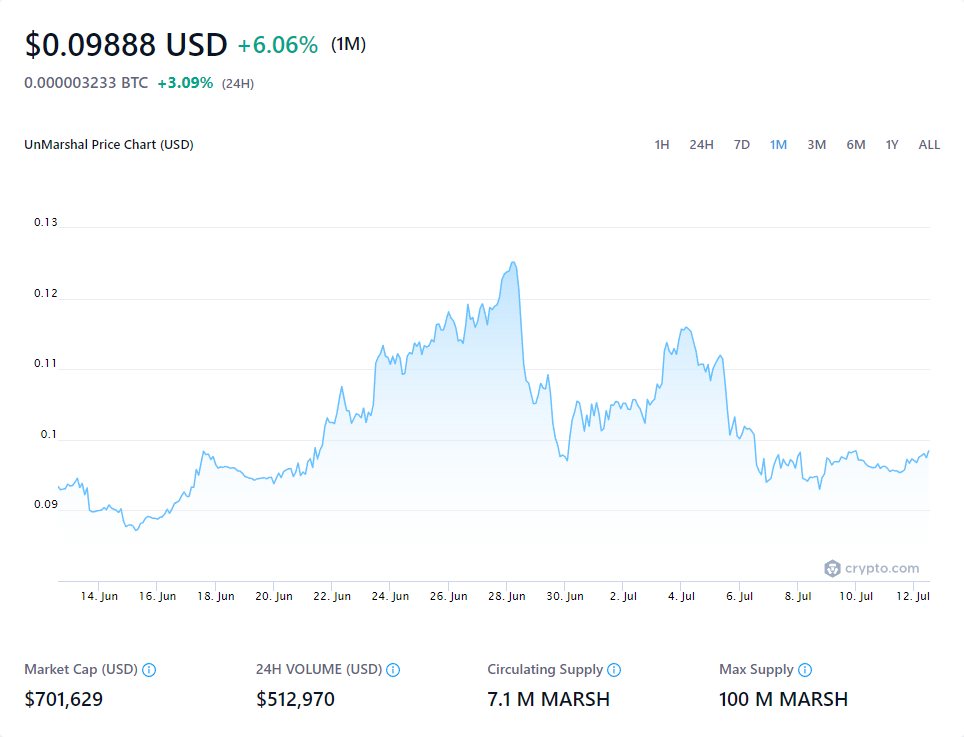 $0.09888 USD +6.06% (1M)
0.000003233 BTC +3.09% (24H)
UnMarshal Price Chart (USD)
1H 24H 7D 1M 3M 6M 1Y ALL
0.13
0.12
0.11
0.1
0.09
crypto.com
14. Jun 16. Jun 18. Jun 20. Jun 22. Jun 24. Jun 26. Jun 28. Jun 30. Jun 2. Jul 4. Jul 6. Jul 8. Jul 10. Jul 12. Jul
Market Cap (USD) 24H VOLUME (USD) Circulating Supply Max Supply
$701,629 $512,970 7.1 M MARSH 100 M MARSH